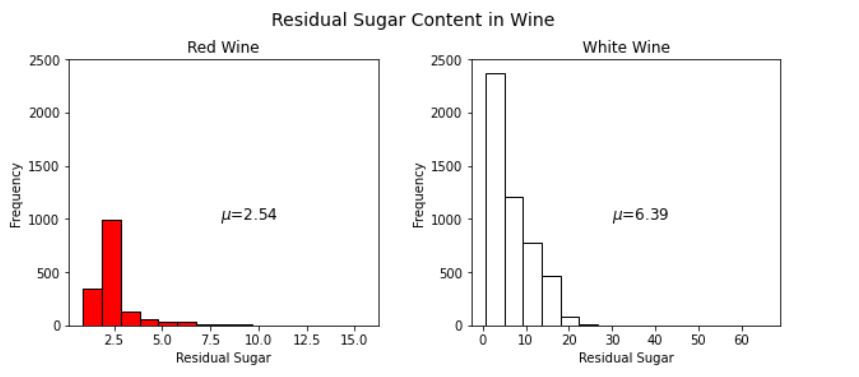 Residual Sugar Content in Wine
Red Wine
2500
2000
1500
1000
500
0
Frequency
μ=2.54
2.5 5.0 7.5 10.0 12.5 15.0
Residual Sugar
White Wine
2500
2000
1500
1000
500
0
Frequency
μ=6.39
0 10 20 30 40 50 60
Residual Sugar